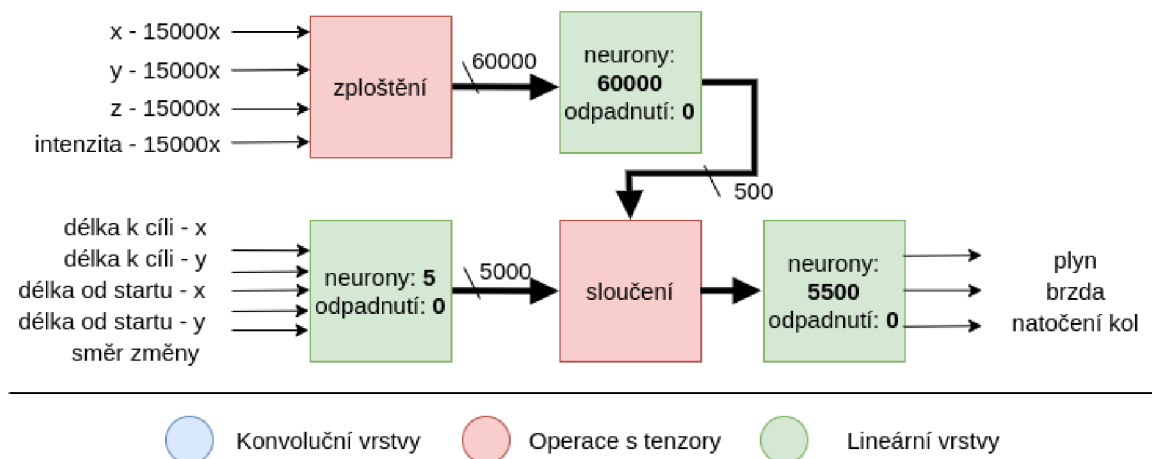 x - 15000x
y - 15000x
z - 15000x
intenzita - 15000x
zploštění
60000
neurony:
60000
odpadnutí: 0
500
délka k cíli - x
délka k cíli - y
délka od startu - x
délka od startu - y
směr změny
neurony: 5
odpadnutí: 0
5000
sloučení
neurony:
5500
odpadnutí: 0
plyn
brzda
natočení kol
Konvoluční vrstvy
Operace s tenzory
Lineární vrstvy